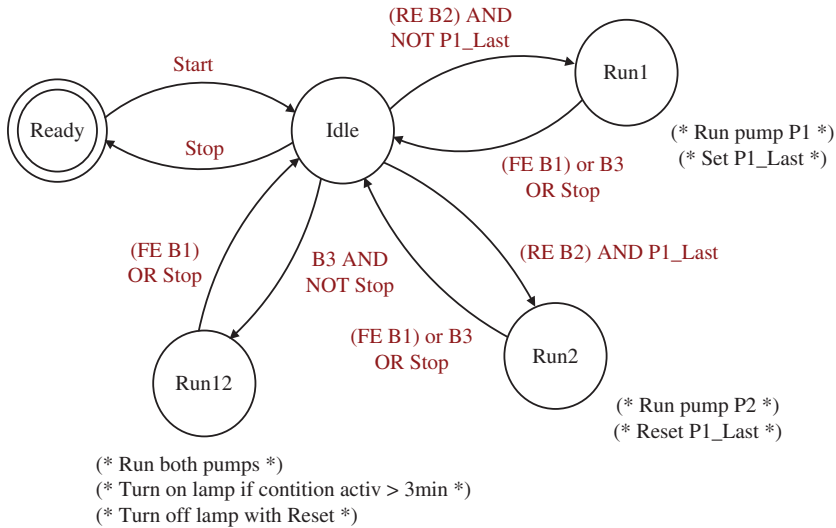 (RE B2) AND
NOT P1_Last
Start
Run1
Ready
Idle
Stop
(* Run pump P1 *)
(* Set P1_Last *)
(FE B1) or B3
OR Stop
(FE B1)
OR Stop
B3 AND
NOT Stop
(RE B2) AND P1_Last
(FE B1) or B3
OR Stop
Run12
Run2
(* Run pump P2 *)
(* Reset P1_Last *)
(* Run both pumps *)
(* Turn on lamp if contition activ > 3min *)
(* Turn off lamp with Reset *)